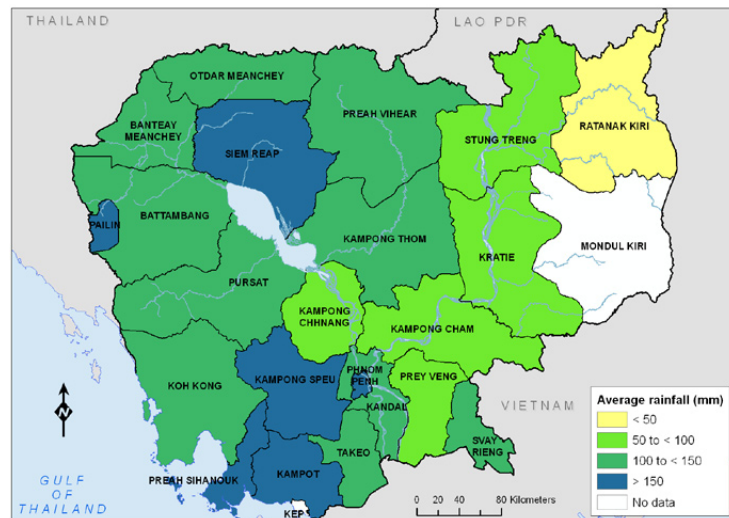 THAILAND
LAO PDR
OTDAR MEANCHEY
BANTEAY
MEANCHEY
PREAH VIHEAR
RATANAK KIRI
STUNG TRENG
SIEM REAP
PAILIN
BATTAMBANG
KAMPONG THOM
MONDUL KIRI
KRATIE
PURSAT
KAMPONG
CHHNANG
KAMPONG CHAM
KOH KONG
KAMPONG SPEU
PHNOM
PENH
PREY VENG
KANDAL
VIETNAM
SVAY
RIENG
TAKEO
PREAH SIHANOUK
KAMPOT
KEP
GULF
OF
THAILAND
N
0 20 40 80 Kilometers
Average rainfall (mm)
< 50
50 to < 100
100 to < 150
> 150
No data